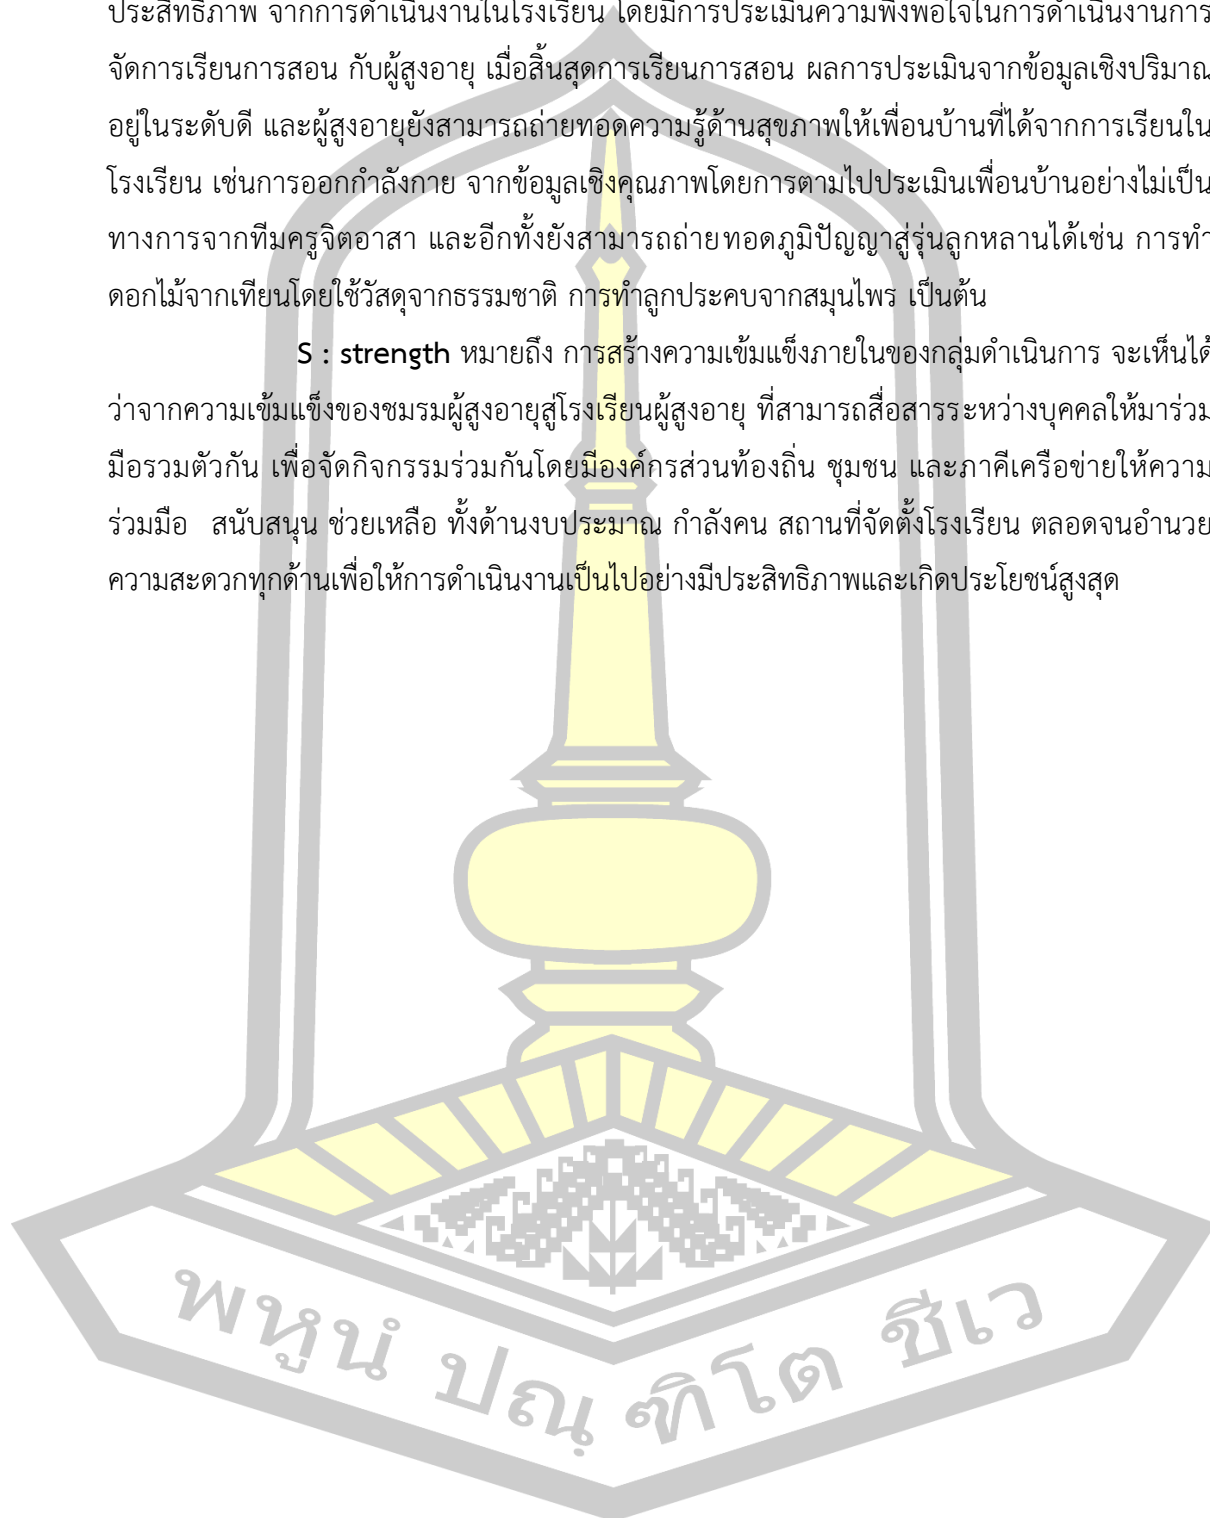 ประสิทธิภาพ จากการดำเนินงานในโรงเรียน โดยมีการประเมินความพึงพอใจในการดำเนินงานการ
จัดการเรียนการสอน กับผู้สูงอายุ เมื่อสิ้นสุดการเรียนการสอน ผลการประเมินจากข้อมูลเชิงปริมาณ
อยู่ในระดับดี และผู้สูงอายุยังสามารถถ่ายทอดความรู้ด้านสุขภาพให้เพื่อนบ้านที่ได้จากการเรียนใน
โรงเรียน เช่นการออกกำลังกาย จากข้อมูลเชิงคุณภาพโดยการตามไปประเมินเพื่อนบ้านอย่างไม่เป็น
ทางการจากทีมครูจิตอาสา และอีกทั้งยังสามารถถ่ายทอดภูมิปัญญาสู่รุ่นลูกหลานได้เช่น การทำ
ดอกไม้จากเทียนโดยใช้วัสดุจากธรรมชาติ การทำลูกประคบจากสมุนไพร เป็นต้น
S : strength หมายถึง การสร้างความเข้มแข็งภายในของกลุ่มดำเนินการ จะเห็นได้
ว่าจากความเข้มแข็งของชมรมผู้สูงอายุสู่โรงเรียนผู้สูงอายุ ที่สามารถสื่อสารระหว่างบุคคลให้มาร่วม
มือรวมตัวกัน เพื่อจัดกิจกรรมร่วมกันโดยมีองค์กรส่วนท้องถิ่น ชุมชน และภาคีเครือข่ายให้ความ
ร่วมมือ สนับสนุน ช่วยเหลือ ทั้งด้านงบประมาณ กำลังคน สถานที่จัดตั้งโรงเรียน ตลอดจนอำนวย
ความสะดวกทุกด้านเพื่อให้การดำเนินงานเป็นไปอย่างมีประสิทธิภาพและเกิดประโยชน์สูงสุด
พหูนํ ปณฺ ฑิโต ชีเว